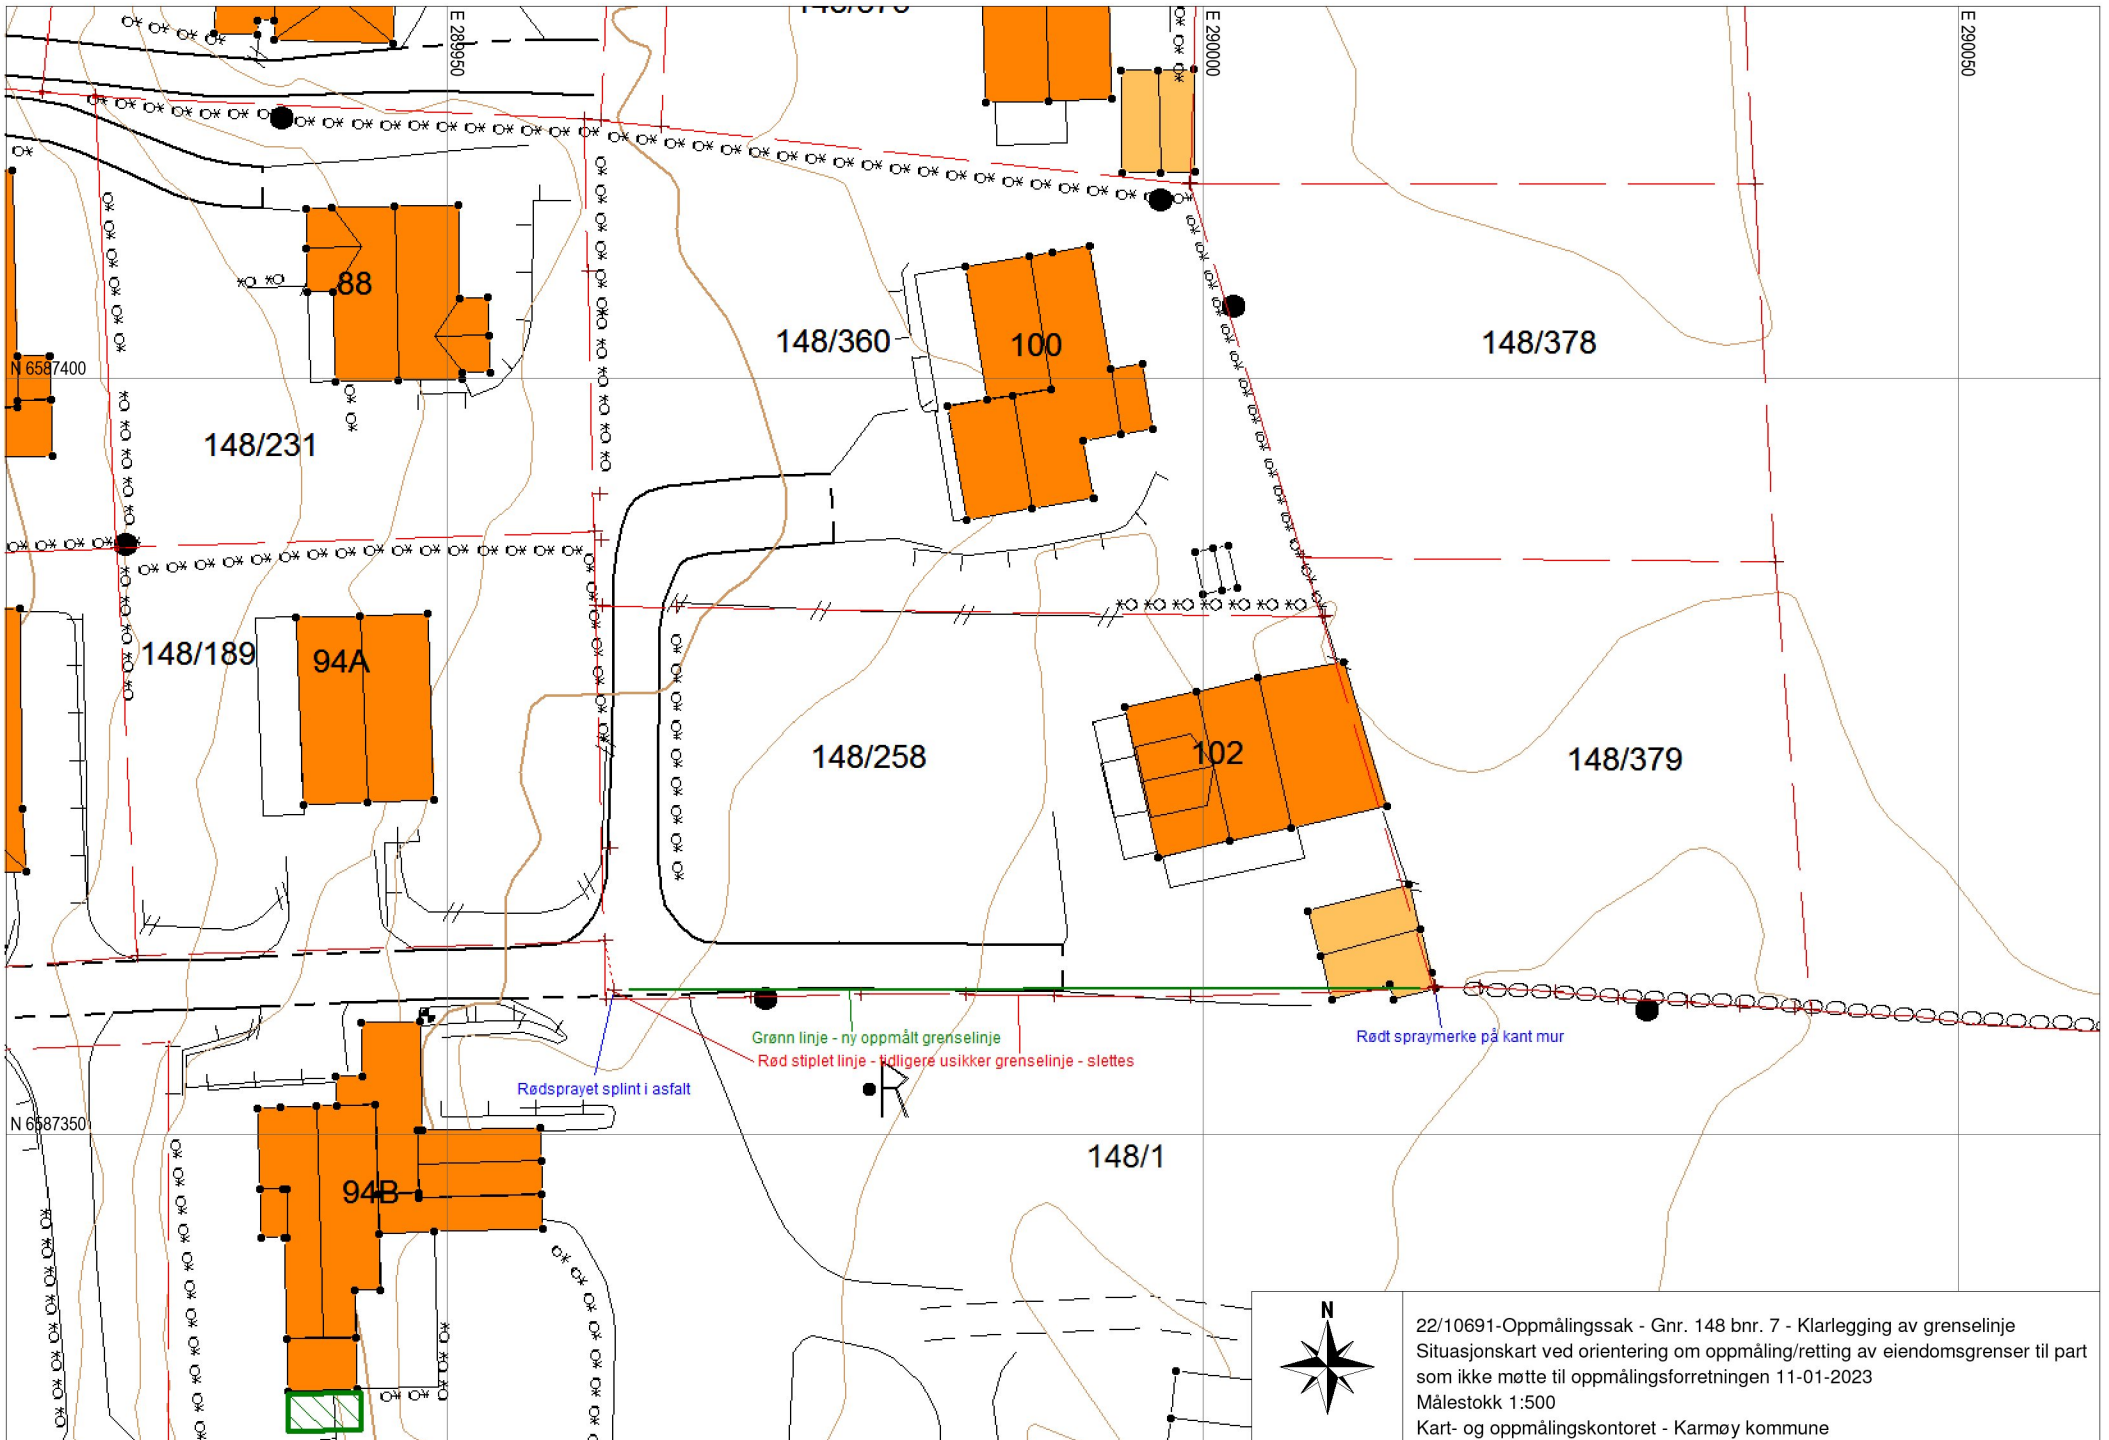 E 289950
E 290000
E 290050
88
148/360
100
148/378
N 6587400
148/231
148/189
94A
148/258
102
148/379
Grønn linje - ny oppmålt grenselinje
Rødt spraymerke på kant mur
Rød stiplet linje - tidligere usikker grenselinje - slettes
Rødsprayet splint i asfalt
R
N 6587350
148/1
94B
N
22/10691-Oppmålingssak - Gnr. 148 bnr. 7 - Klarlegging av grenselinje
Situasjonskart ved orientering om oppmåling/retting av eiendomsgrenser til part
som ikke møtte til oppmålingsforretningen 11-01-2023
Målestokk 1:500
Kart- og oppmålingskontoret - Karmøy kommune